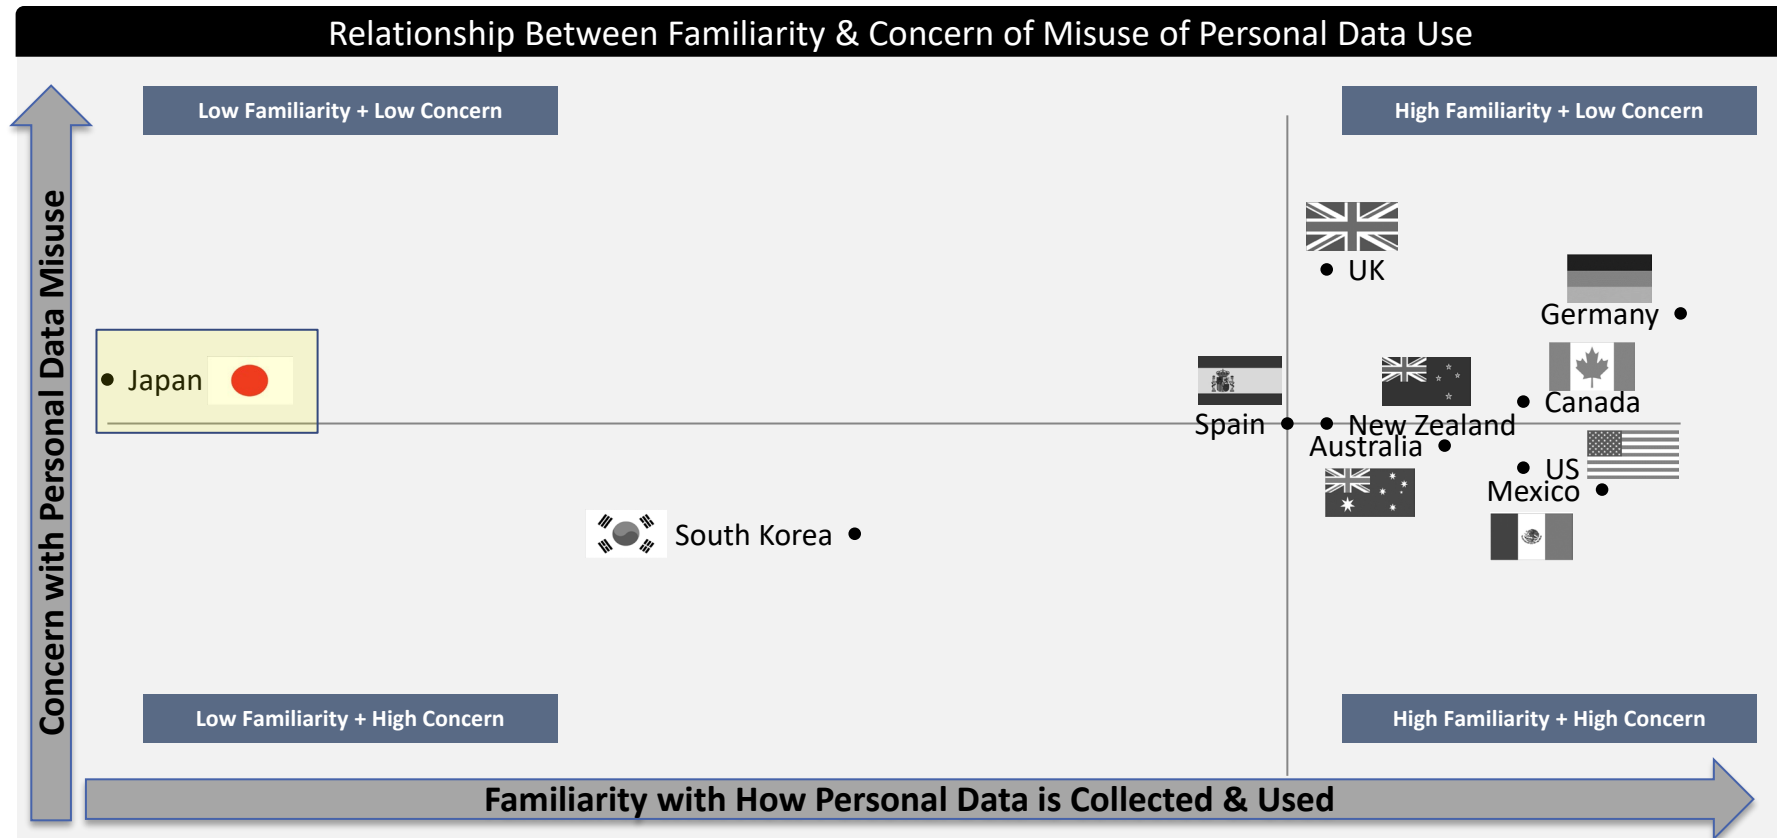 Relationship Between Familiarity & Concern of Misuse of Personal Data Use
Low Familiarity + Low Concern
High Familiarity + Low Concern
Concern with Personal Data Misuse
UK
Germany
Japan
Canada
Spain
New Zealand
Australia
US
Mexico
South Korea
Low Familiarity + High Concern
High Familiarity + High Concern
Familiarity with How Personal Data is Collected & Used